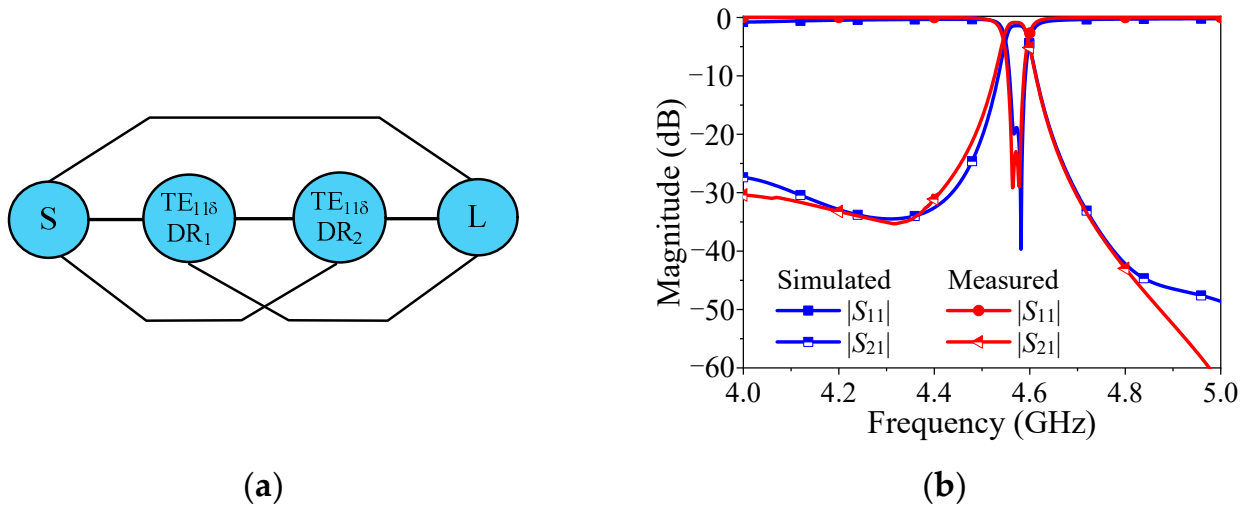 S
TE₁₁δ
DR₁
TE₁₁δ
DR₂
L
(a)
Magnitude (dB)
0
−10
−20
−30
−40
−50
−60
Simulated Measured
|S₁₁| |S₁₁|
|S₂₁| |S₂₁|
4.0 4.2 4.4 4.6 4.8 5.0
Frequency (GHz)
(b)